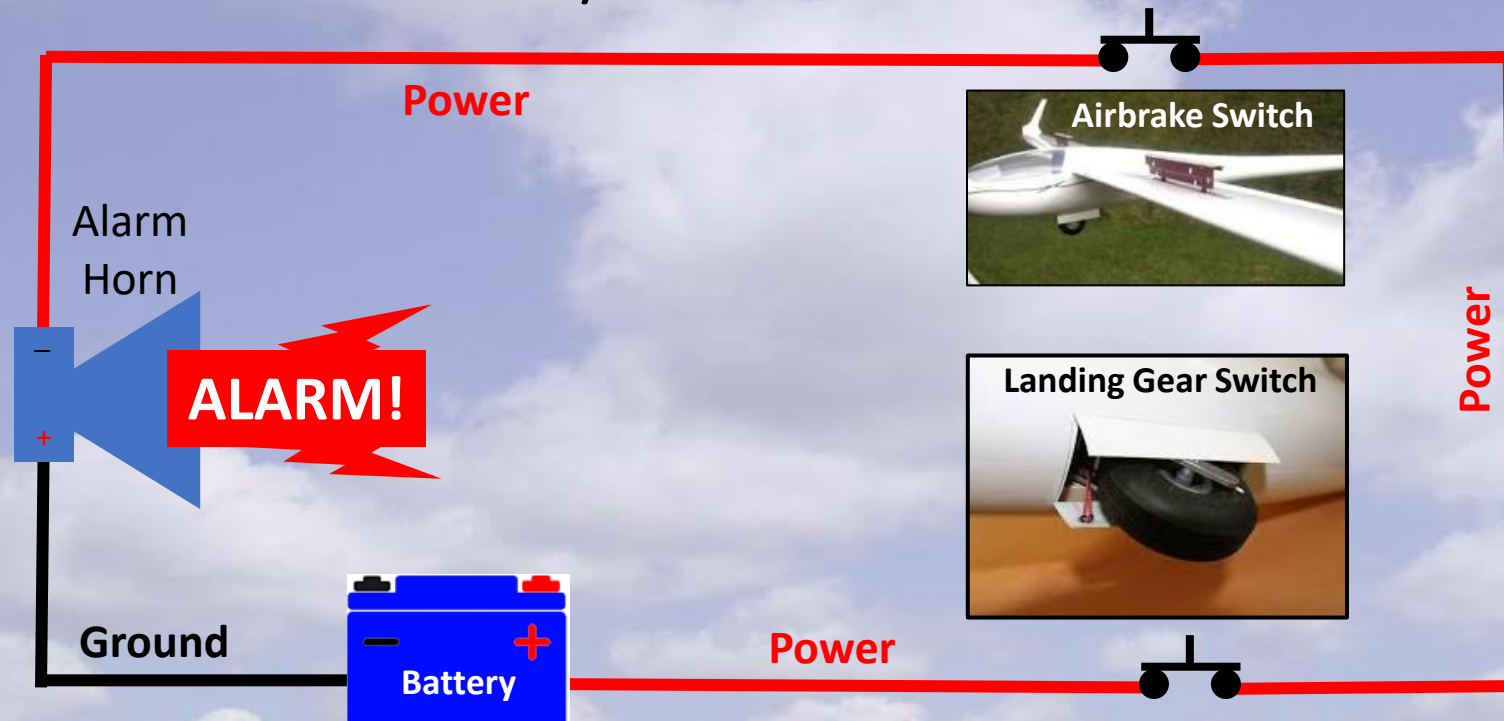 Power
Airbrake Switch
Alarm
Horn
–
+
ALARM!
Landing Gear Switch
Power
Ground
– +
Battery
Power